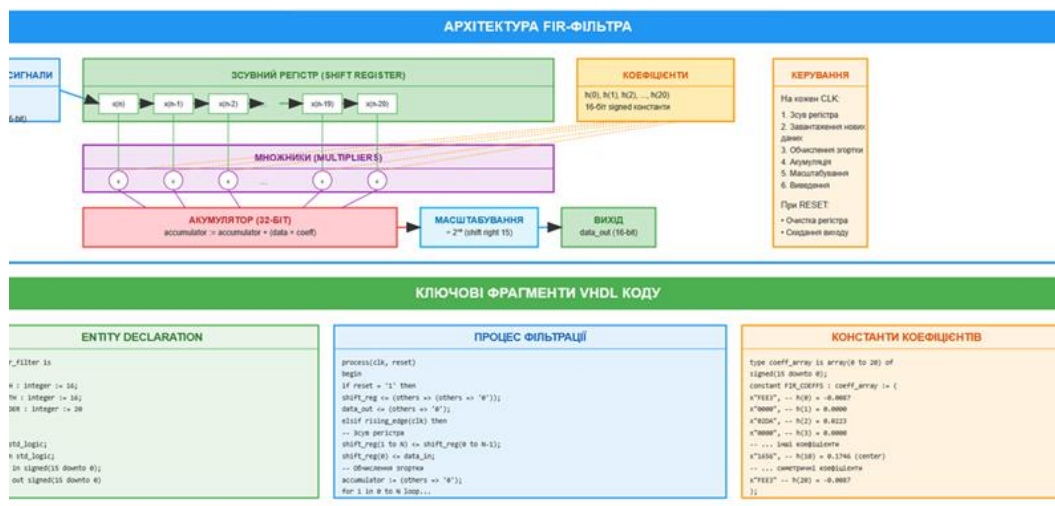 АРХІТЕКТУРА FIR-ФІЛЬТРА
СИГНАЛИ
ЗСУВНИЙ РЕГІСТР (SHIFT REGISTER)
x(n)
x(n-1)
x(n-2)
...
x(n-19)
x(n-20)
КОЕФІЦІЄНТИ
h(0), h(1), h(2), ..., h(20)
16-біт signed константи
КЕРУВАННЯ
На кожен CLK:
1. Зсув регістра
2. Завантаження нових
даних
3. Обчислення згортки
4. Акумуляція
5. Масштабування
6. Виведення
При RESET:
• Очистка регістра
• Скидання виходу
МНОЖНИКИ (MULTIPLIERS)
...
АКУМУЛЯТОР (32-БІТ)
accumulator := accumulator + (data × coeff)
МАСШТАБУВАННЯ
(shift right 15)
ВИХІД
data_out (16-bit)
КЛЮЧОВІ ФРАГМЕНТИ VHDL КОДУ
ENTITY DECLARATION
r_filter is
H : integer := 16;
TH : integer := 16;
DER : integer := 20
std_logic;
n std_logic;
in signed(15 downto 0);
out signed(15 downto 0)
ПРОЦЕС ФІЛЬТРАЦІЇ
process(clk, reset)
begin
if reset = '1' then
shift_reg <= (others => (others => '0'));
data_out <= (others => '0');
elsif rising_edge(clk) then
-- Зсув регістра
shift_reg(1 to N) <= shift_reg(0 to N-1);
shift_reg(0) <= data_in;
-- Обчислення згортки
accumulator := (others => '0');
for i in 0 to N loop...
КОНСТАНТИ КОЕФІЦІЄНТІВ
type coeff_array is array(0 to 20) of
signed(15 downto 0);
constant FIR_COEFFS : coeff_array := (
x"FEE3", -- h(0) = -0.0087
x"0000", -- h(1) = 0.0000
-- h(2) = 0.0223
x"0000", -- h(3) = 0.0000
-- ... інші коефіцієнти
x"1656", -- h(10) = 0.1746 (center)
-- ... симетричні коефіцієнти
x"FEE3" -- h(20) = -0.0087
);